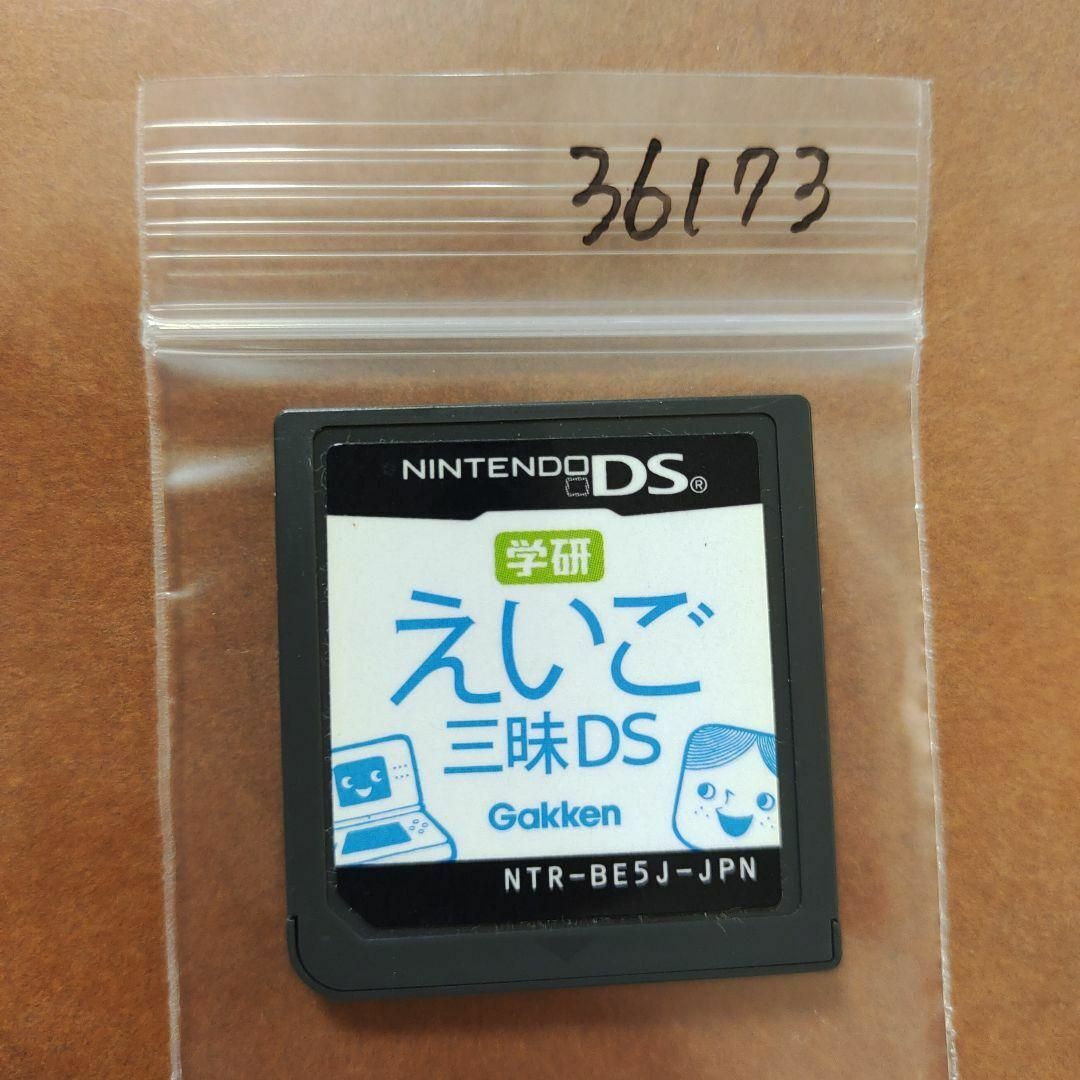 36173
NINTENDO DS®
学研
えいご
三昧DS
Gakken
NTR-BE5J-JPN